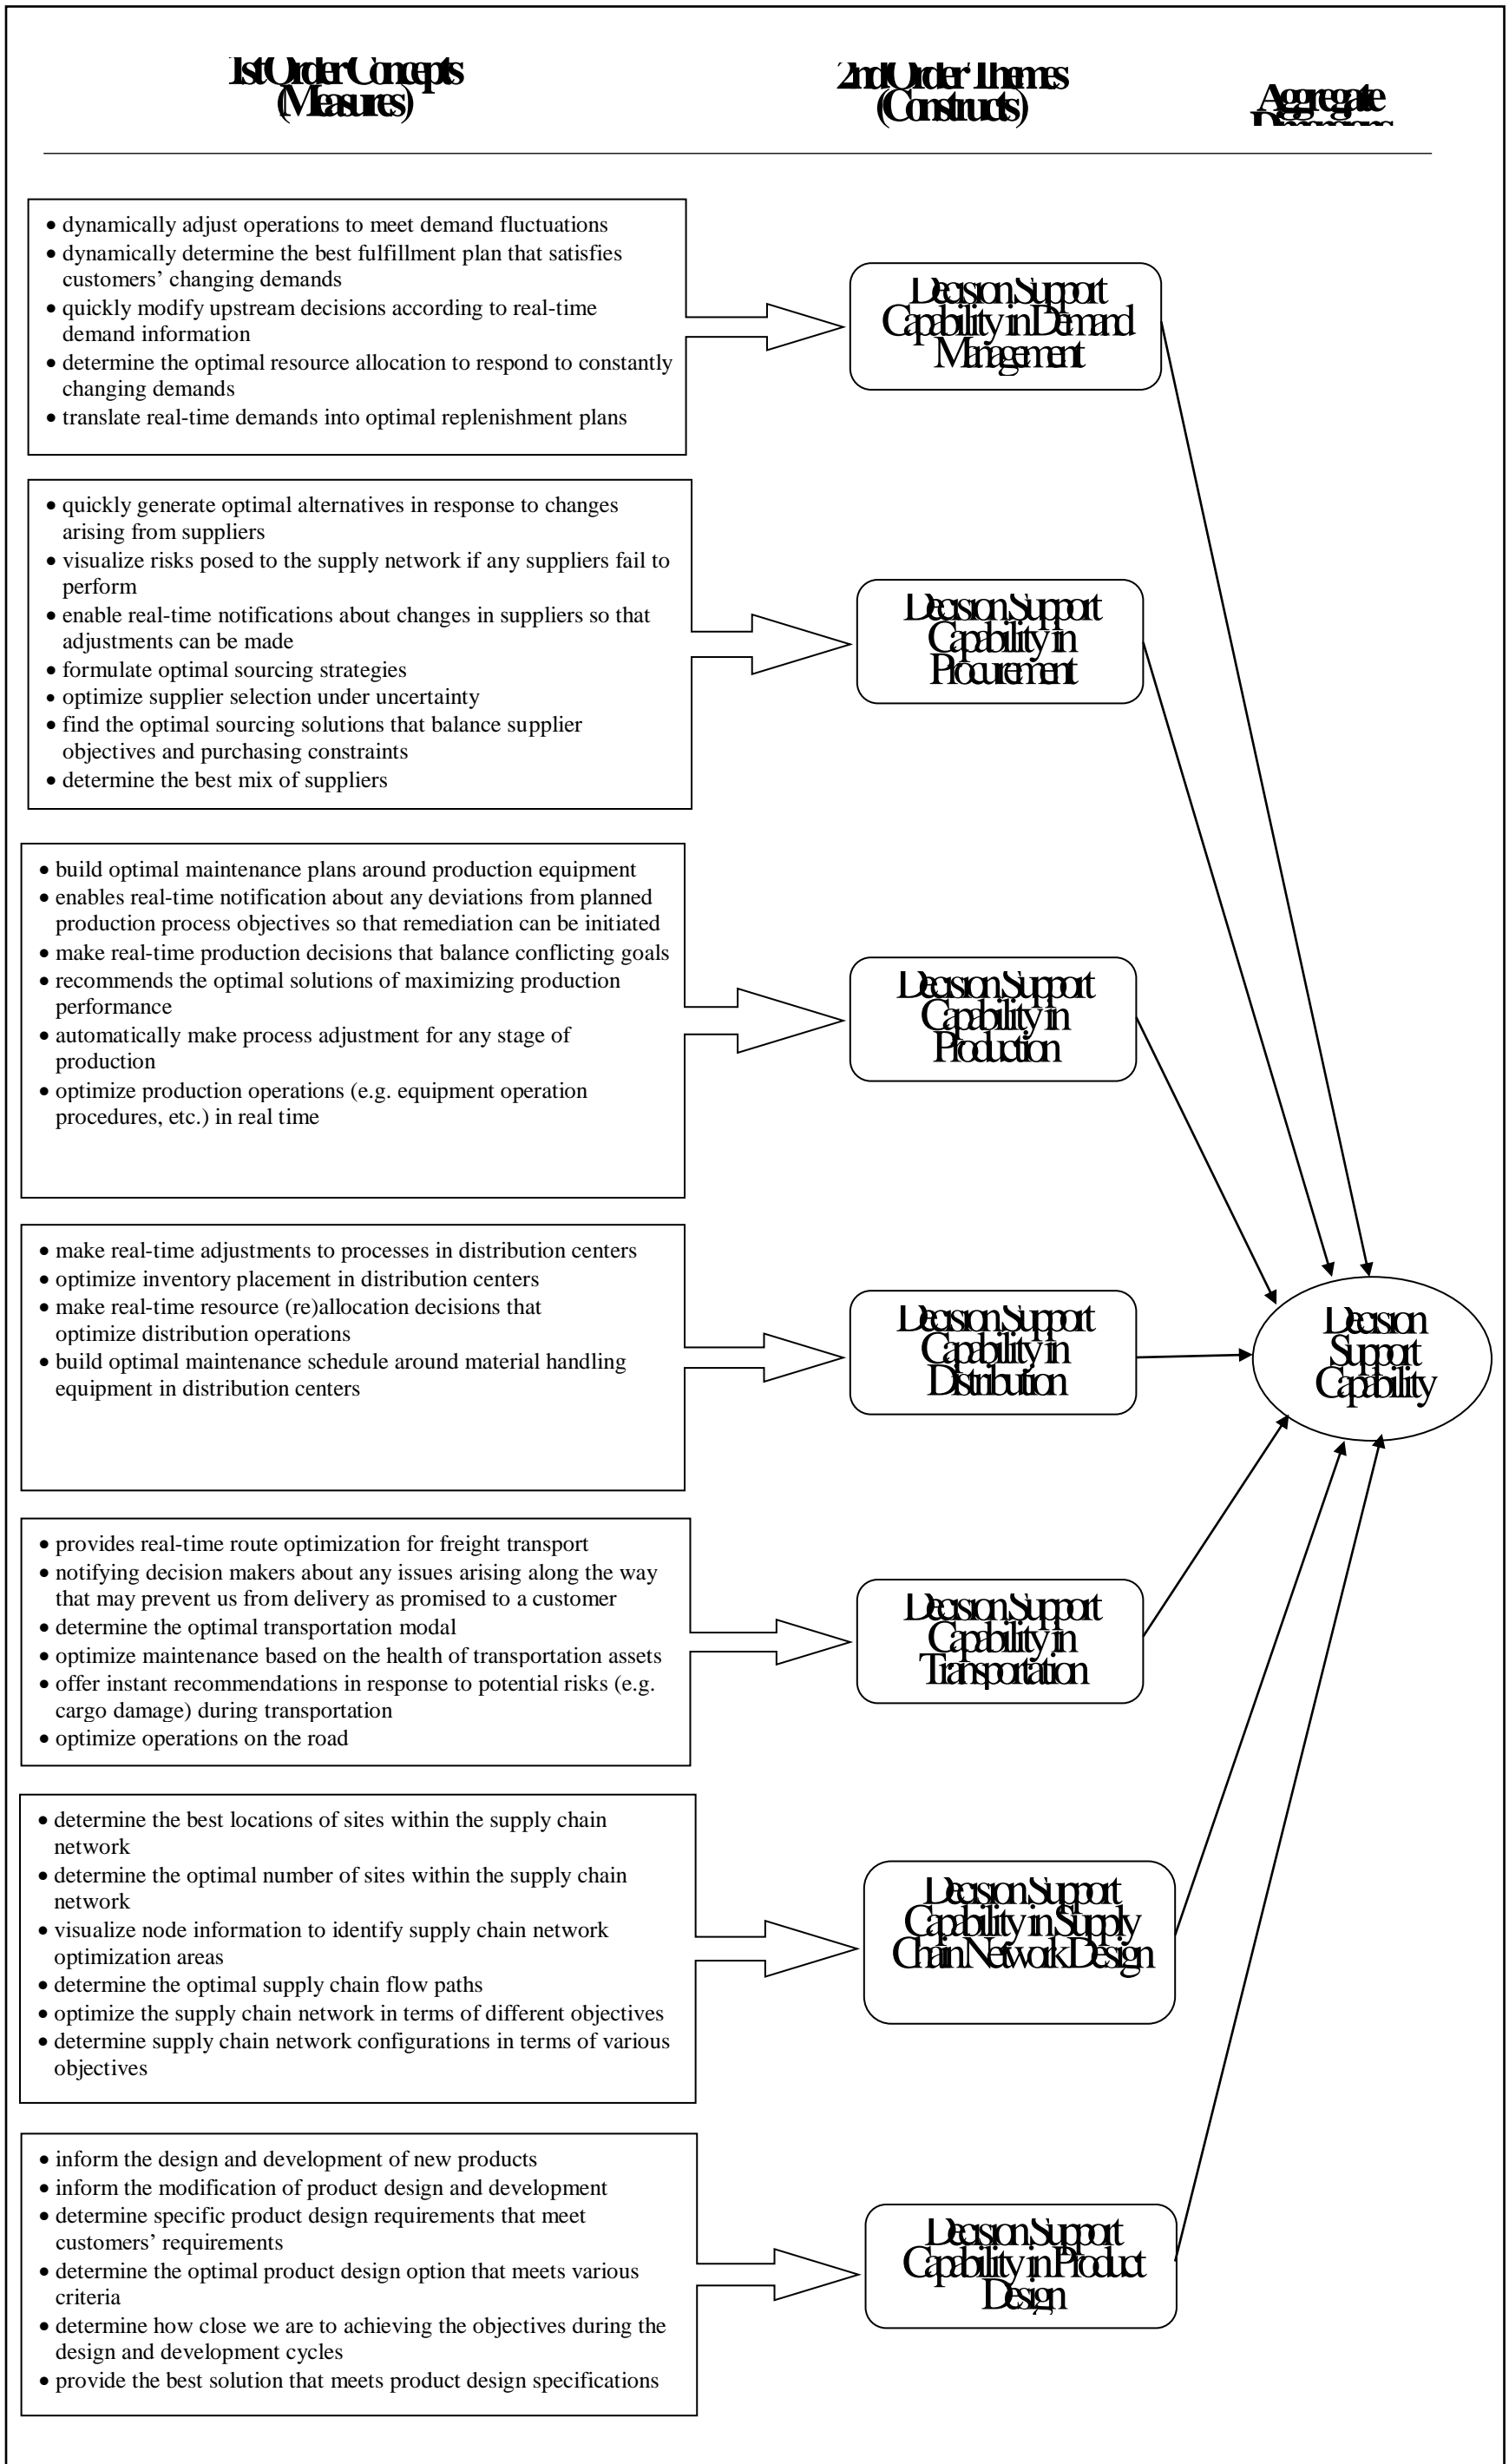 1st Order Concepts
(Measures)
2nd Order Themes
(Constructs)
Aggregate
Dimensions
• dynamically adjust operations to meet demand fluctuations
• dynamically determine the best fulfillment plan that satisfies
customers’ changing demands
• quickly modify upstream decisions according to real-time
demand information
• determine the optimal resource allocation to respond to constantly
changing demands
• translate real-time demands into optimal replenishment plans
Decision Support
Capability in Demand
Management
• quickly generate optimal alternatives in response to changes
arising from suppliers
• visualize risks posed to the supply network if any suppliers fail to
perform
• enable real-time notifications about changes in suppliers so that
adjustments can be made
• formulate optimal sourcing strategies
• optimize supplier selection under uncertainty
• find the optimal sourcing solutions that balance supplier
objectives and purchasing constraints
• determine the best mix of suppliers
Decision Support
Capability in
Procurement
• build optimal maintenance plans around production equipment
• enables real-time notification about any deviations from planned
production process objectives so that remediation can be initiated
• make real-time production decisions that balance conflicting goals
• recommends the optimal solutions of maximizing production
performance
• automatically make process adjustment for any stage of
production
• optimize production operations (e.g. equipment operation
procedures, etc.) in real time
Decision Support
Capability in
Production
• make real-time adjustments to processes in distribution centers
• optimize inventory placement in distribution centers
• make real-time resource (re)allocation decisions that
optimize distribution operations
• build optimal maintenance schedule around material handling
equipment in distribution centers
Decision Support
Capability in
Distribution
Decision
Support
Capability
• provides real-time route optimization for freight transport
• notifying decision makers about any issues arising along the way
that may prevent us from delivery as promised to a customer
• determine the optimal transportation modal
• optimize maintenance based on the health of transportation assets
• offer instant recommendations in response to potential risks (e.g.
cargo damage) during transportation
• optimize operations on the road
Decision Support
Capability in
Transportation
• determine the best locations of sites within the supply chain
network
• determine the optimal number of sites within the supply chain
network
• visualize node information to identify supply chain network
optimization areas
• determine the optimal supply chain flow paths
• optimize the supply chain network in terms of different objectives
• determine supply chain network configurations in terms of various
objectives
Decision Support
Capability in Supply
Chain Network Design
• inform the design and development of new products
• inform the modification of product design and development
• determine specific product design requirements that meet
customers’ requirements
• determine the optimal product design option that meets various
criteria
• determine how close we are to achieving the objectives during the
design and development cycles
• provide the best solution that meets product design specifications
Decision Support
Capability in Product
Design